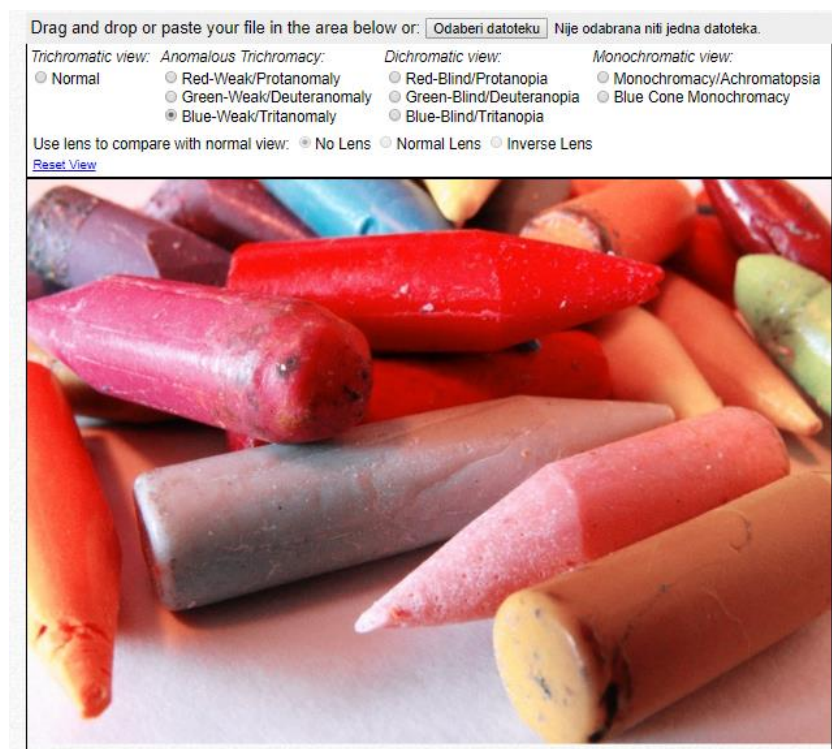 Drag and drop or paste your file in the area below or: Odaberi datoteku Nije odabrana niti jedna datoteka.
Trichromatic view: Anomalous Trichromacy: Dichromatic view: Monochromatic view:
Normal Red-Weak/Protanomaly Red-Blind/Protanopia Monochromacy/Achromatopsia
Green-Weak/Deuteranomaly Green-Blind/Deuteranopia Blue Cone Monochromacy
Blue-Weak/Tritanomaly Blue-Blind/Tritanopia
Use lens to compare with normal view: No Lens Normal Lens Inverse Lens
Reset View